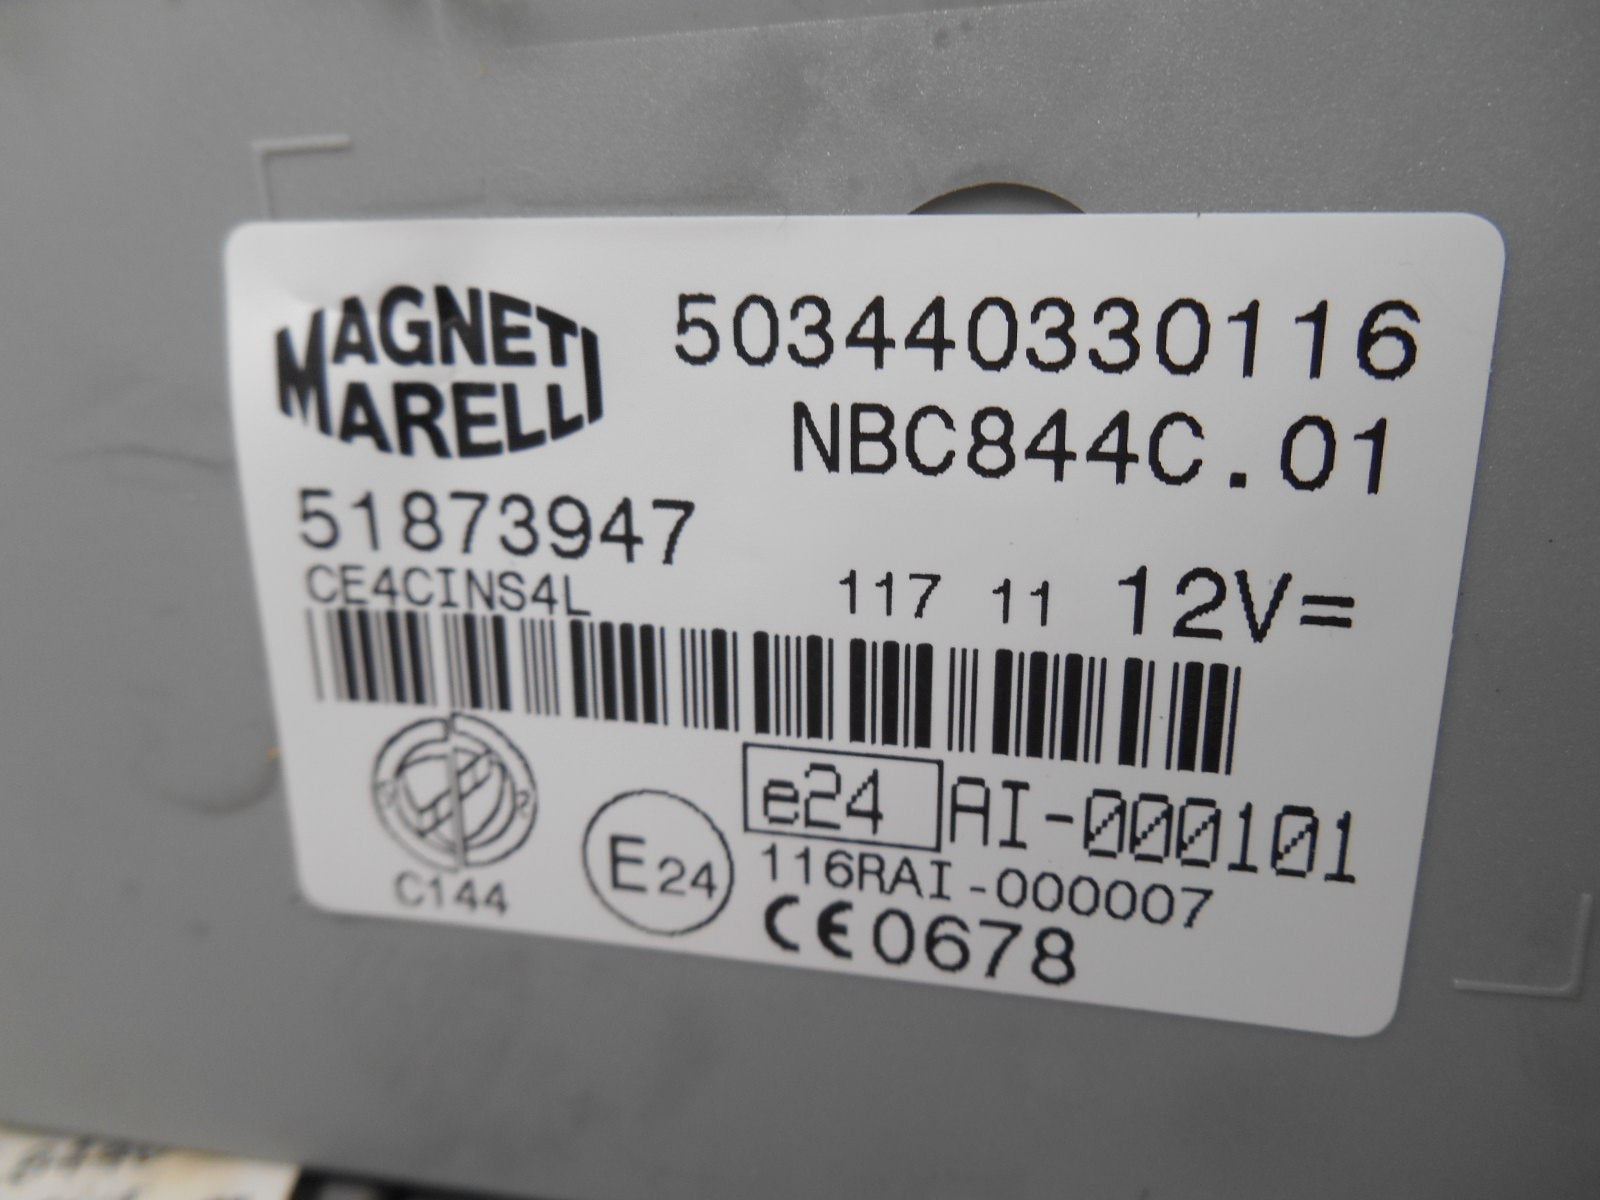 MAGNETI
MARELLI
503440330116
NBC844C.01
51873947
CE4CINS4L
117 11 12V=
e24 AI-000101
116RAI-000007
C144
E24
CE0678